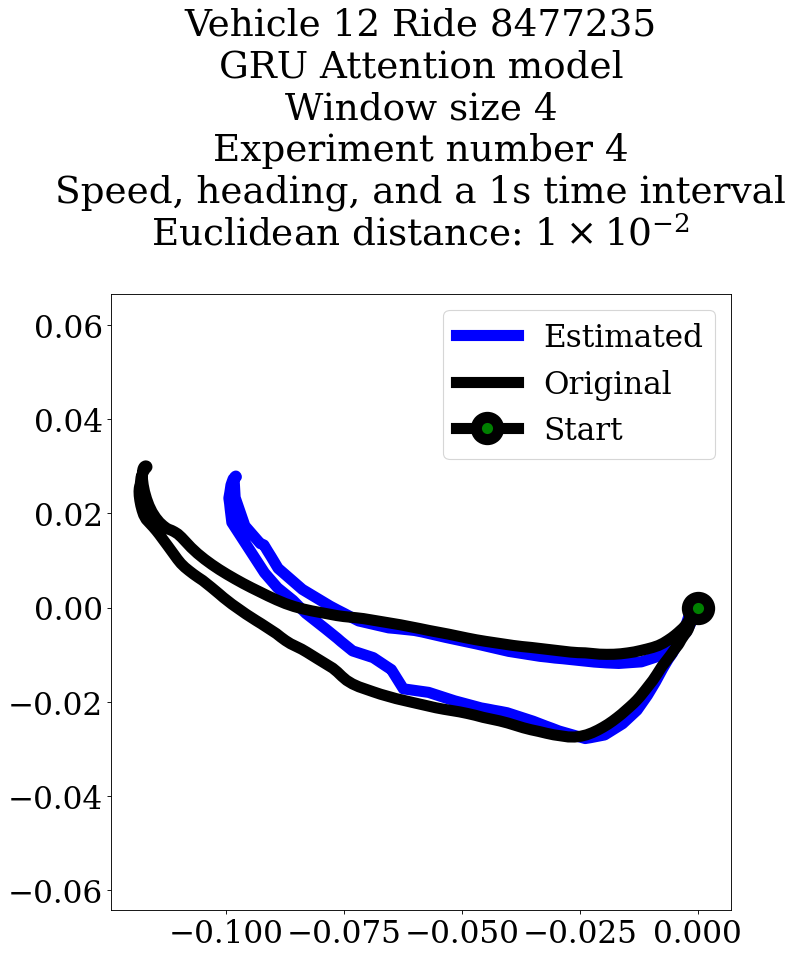 Vehicle 12 Ride 8477235
GRU Attention model
Window size 4
Experiment number 4
Speed, heading, and a 1s time interval
Euclidean distance: 1 × 10⁻²
Estimated
Original
Start
0.06
0.04
0.02
0.00
−0.02
−0.04
−0.06
−0.100 −0.075 −0.050 −0.025 0.000